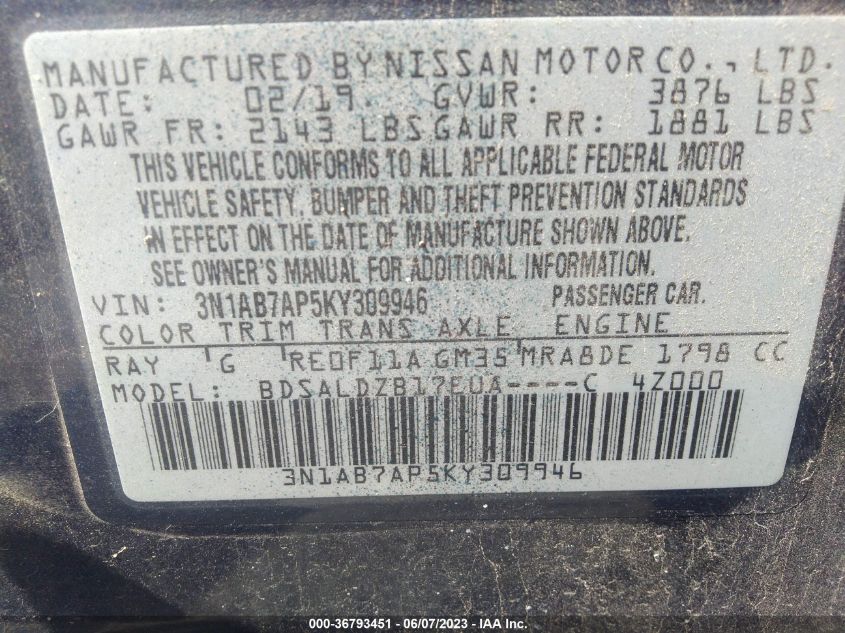 MANUFACTURED BY NISSAN MOTOR CO., LTD.
DATE: 02/19 GVWR: 3876 LBS
GAWR FR: 2143 LBS GAWR RR: 1881 LBS
THIS VEHICLE CONFORMS TO ALL APPLICABLE FEDERAL MOTOR
VEHICLE SAFETY, BUMPER AND THEFT PREVENTION STANDARDS
IN EFFECT ON THE DATE OF MANUFACTURE SHOWN ABOVE.
SEE OWNER'S MANUAL FOR ADDITIONAL INFORMATION.
VIN: 3N1AB7AP5KY309946 PASSENGER CAR.
COLOR TRIM TRANS AXLE ENGINE
RAY G RE0F11A GM35 MRA8DE 1798 CC
MODEL: BDSALDZB17EUA----C 4Z000
3N1AB7AP5KY309946
000-36793451 - 06/07/2023 - IAAI.COM